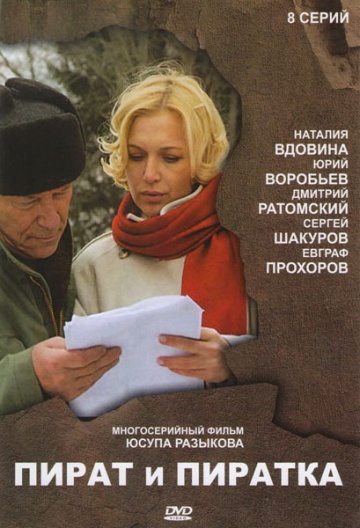 8 СЕРИЙ
НАТАЛИЯ
ВДОВИНА
ЮРИЙ
ВОРОБЬЕВ
ДМИТРИЙ
РАТОМСКИЙ
СЕРГЕЙ
ШАКУРОВ
ЕВГРАФ
ПРОХОРОВ
МНОГОСЕРИЙНЫЙ ФИЛЬМ
ЮСУПА РАЗЫКОВА
ПИРАТ И ПИРАТКА
DVD
VIDEO